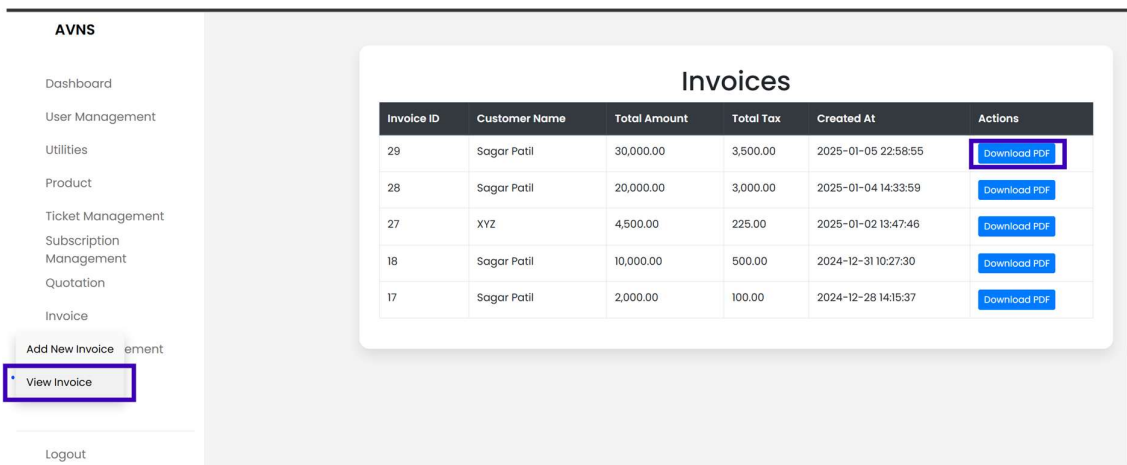 AVNS
Dashboard
User Management
Utilities
Product
Ticket Management
Subscription
Management
Quotation
Invoice
Add New Invoice ement
View Invoice
Logout
Invoices
Invoice ID Customer Name Total Amount Total Tax Created At Actions
29 Sagar Patil 30,000.00 3,500.00 2025-01-05 22:58:55 Download PDF
28 Sagar Patil 20,000.00 3,000.00 2025-01-04 14:33:59 Download PDF
27 XYZ 4,500.00 225.00 2025-01-02 13:47:46 Download PDF
18 Sagar Patil 10,000.00 500.00 2024-12-31 10:27:30 Download PDF
17 Sagar Patil 2,000.00 100.00 2024-12-28 14:15:37 Download PDF